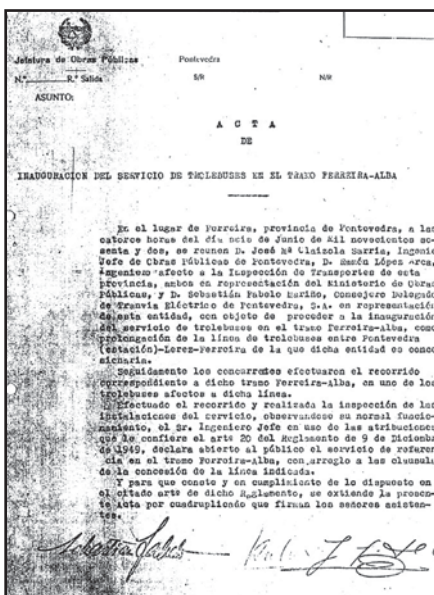 Jefatura de Obras Públicas
Pontevedra
N.º R.º Salida
S/R
N/R
ASUNTO:
A C T A
DE
INAUGURACION DEL SERVICIO DE TROLEBUSES EN EL TRAMO FERREIRA-ALBA
En el lugar de Ferreira, provincia de Pontevedra, a las
catorce horas del día seis de Junio de Mil novecientos se-
senta y dos, se reunen D. José Mª Claizola Sarria, Ingenie
Jefe de Obras Públicas de Pontevedra, D. Ramón López Arca,
Ingeniero afecto a la Inspección de Transportes de esta
provincia, ambos en representación del Ministerio de Obras
Públicas, y D. Sebastián Pabolo Mariño, Consejero Delegado
de Tranvia Eléctrico de Pontevedra, S.A. en representación
de esta entidad, con objeto de proceder a la inauguración
del servicio de trolebuses en el tramo Ferreira-Alba, como
prolongación de la línea de trolebuses entre Pontevedra
(estación)-Lerez-Ferreira de la que dicha entidad es conce
sionaria.
Seguidamente los concurrentes efectuaron el recorrido
correspondiente a dicho tramo Ferreira-Alba, en uno de los
trolebuses afectos a dicha línea.
Efectuado el recorrido y realizada la inspección de las
instalaciones del servicio, observandose su normal funcio-
namiento, el Sr. Ingeniero Jefe en uso de las atribuciones
que le confiere el artº 20 del Reglamento de 9 de Diciembre
de 1949, declara abierto al público el servicio de referen
cia en el tramo Ferreira-Alba, con arreglo a las clausulas
de la concesión de la línea indicada.
Y para que conste y en cumplimiento de lo dispuesto en
el citado artº de dicho Reglamento, se extiende la presen-
te Acta por cuadruplicado que firman los señores asisten-
tes.